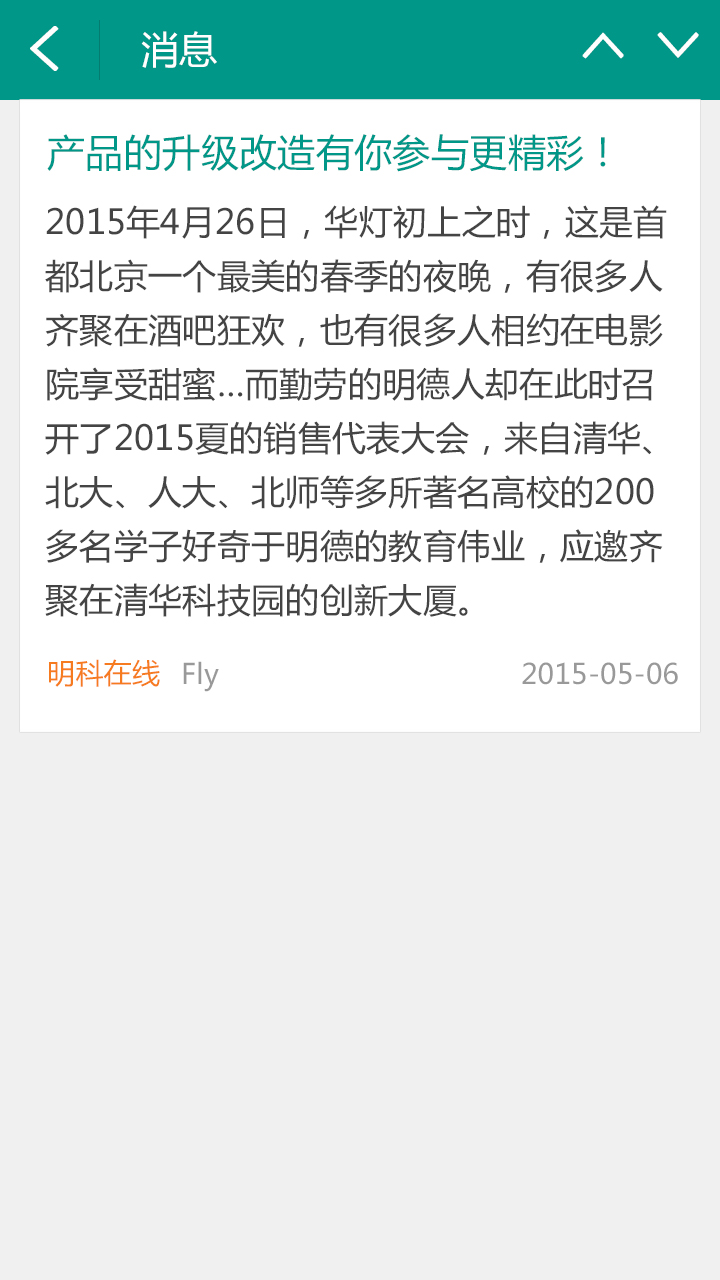 消息
产品的升级改造有你参与更精彩！
2015年4月26日，华灯初上之时，这是首
都北京一个最美的春季的夜晚，有很多人
齐聚在酒吧狂欢，也有很多人相约在电影
院享受甜蜜...而勤劳的明德人却在此时召
开了2015夏的销售代表大会，来自清华、
北大、人大、北师等多所著名高校的200
多名学子好奇于明德的教育伟业，应邀齐
聚在清华科技园的创新大厦。
明科在线 Fly 2015-05-06